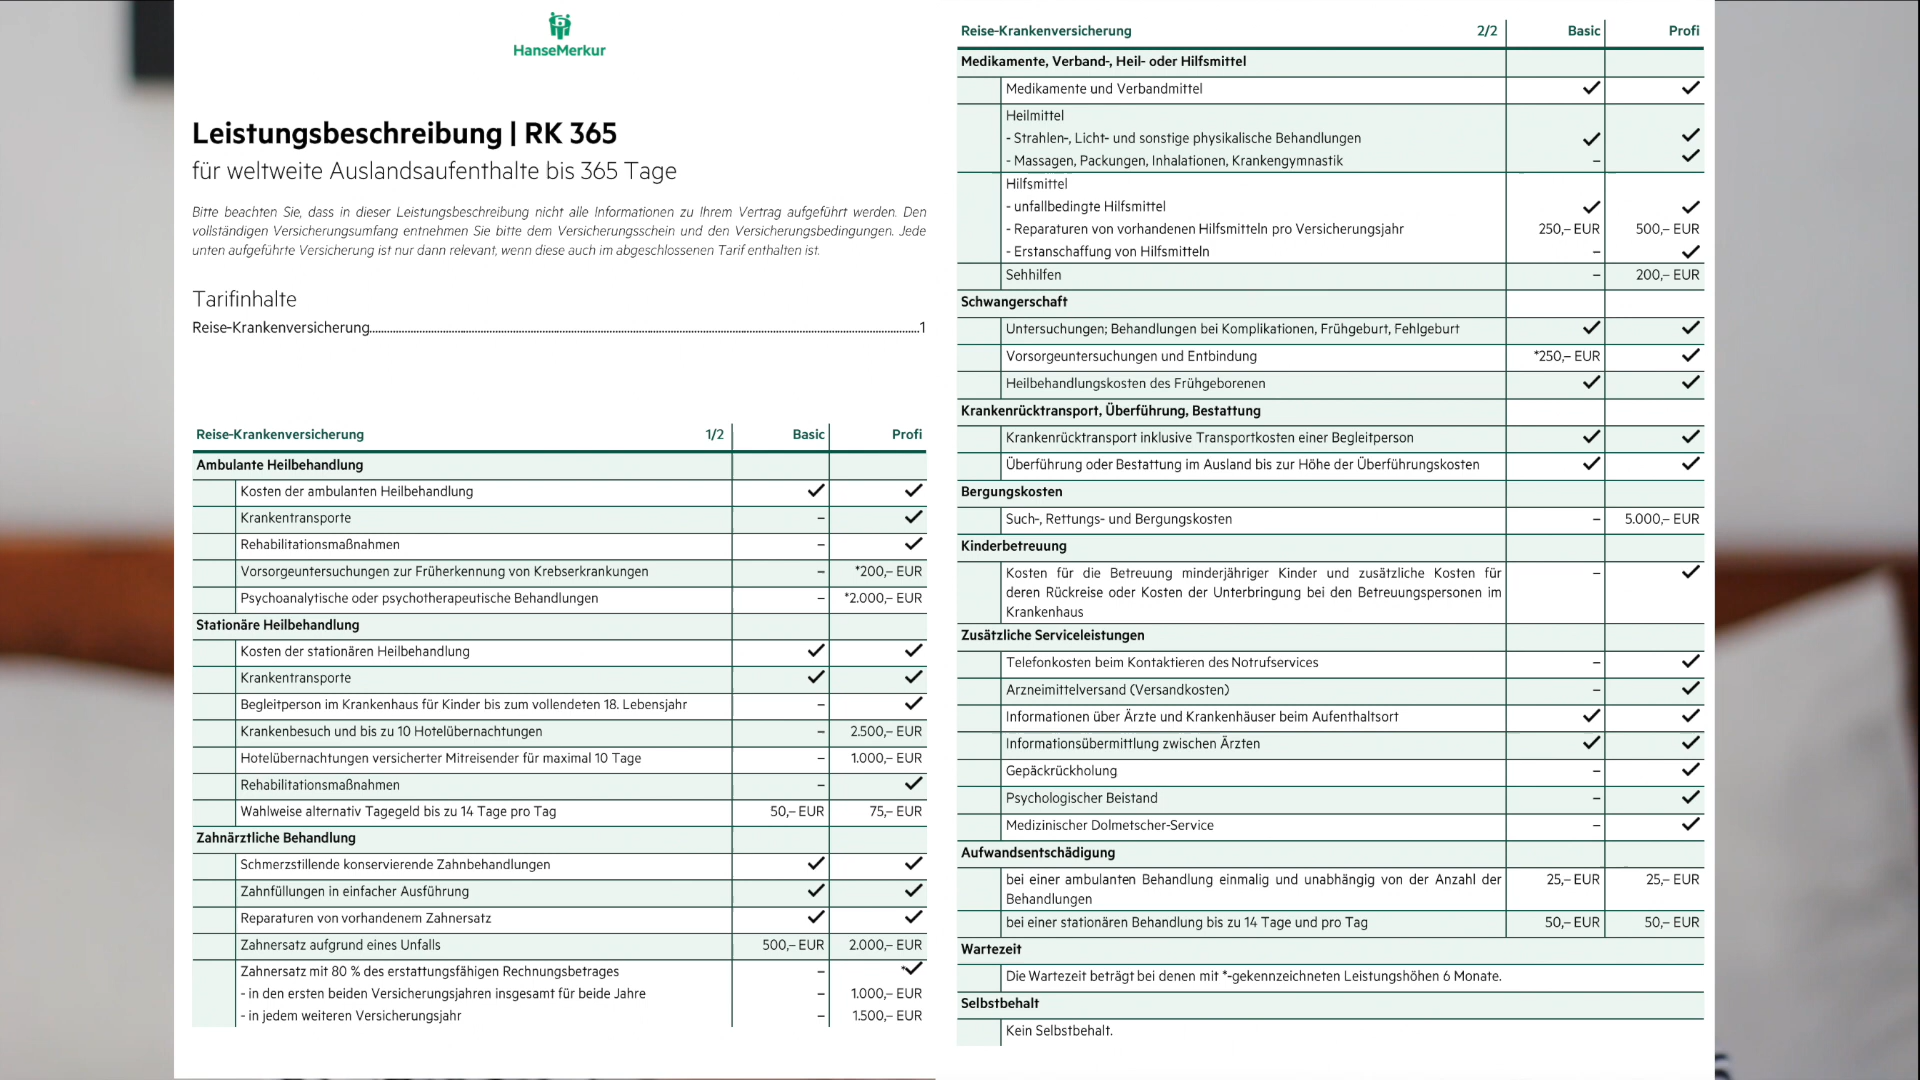 HanseMerkur
Leistungsbeschreibung | RK 365
für weltweite Auslandsaufenthalte bis 365 Tage
Bitte beachten Sie, dass in dieser Leistungsbeschreibung nicht alle Informationen zu Ihrem Vertrag aufgeführt werden. Den
vollständigen Versicherungsumfang entnehmen Sie bitte dem Versicherungsschein und den Versicherungsbedingungen. Jede
unten aufgeführte Versicherung ist nur dann relevant, wenn diese auch im abgeschlossenen Tarif enthalten ist.
Tarifinhalte
Reise-Krankenversicherung....................1
Reise-Krankenversicherung 1/2 Basic Profi
Ambulante Heilbehandlung
Kosten der ambulanten Heilbehandlung ✓ ✓
Krankentransporte – ✓
Rehabilitationsmaßnahmen – ✓
Vorsorgeuntersuchungen zur Früherkennung von Krebserkrankungen – *200,– EUR
Psychoanalytische oder psychotherapeutische Behandlungen – *2.000,– EUR
Stationäre Heilbehandlung
Kosten der stationären Heilbehandlung ✓ ✓
Krankentransporte ✓ ✓
Begleitperson im Krankenhaus für Kinder bis zum vollendeten 18. Lebensjahr – ✓
Krankenbesuch und bis zu 10 Hotelübernachtungen – 2.500,– EUR
Hotelübernachtungen versicherter Mitreisender für maximal 10 Tage – 1.000,– EUR
Rehabilitationsmaßnahmen – ✓
Wahlweise alternativ Tagegeld bis zu 14 Tage pro Tag 50,– EUR 75,– EUR
Zahnärztliche Behandlung
Schmerzstillende konservierende Zahnbehandlungen ✓ ✓
Zahnfüllungen in einfacher Ausführung ✓ ✓
Reparaturen von vorhandenem Zahnersatz ✓ ✓
Zahnersatz aufgrund eines Unfalls 500,– EUR 2.000,– EUR
Zahnersatz mit 80 % des erstattungsfähigen Rechnungsbetrages – *✓
- in den ersten beiden Versicherungsjahren insgesamt für beide Jahre – 1.000,– EUR
- in jedem weiteren Versicherungsjahr – 1.500,– EUR
Reise-Krankenversicherung 2/2 Basic Profi
Medikamente, Verband-, Heil- oder Hilfsmittel
Medikamente und Verbandmittel ✓ ✓
Heilmittel
- Strahlen-, Licht- und sonstige physikalische Behandlungen ✓ ✓
- Massagen, Packungen, Inhalationen, Krankengymnastik – ✓
Hilfsmittel
- unfallbedingte Hilfsmittel ✓ ✓
- Reparaturen von vorhandenen Hilfsmitteln pro Versicherungsjahr 250,– EUR 500,– EUR
- Erstanschaffung von Hilfsmitteln – ✓
Sehhilfen – 200,– EUR
Schwangerschaft
Untersuchungen; Behandlungen bei Komplikationen, Frühgeburt, Fehlgeburt ✓ ✓
Vorsorgeuntersuchungen und Entbindung *250,– EUR ✓
Heilbehandlungskosten des Frühgeborenen ✓ ✓
Krankenrücktransport, Überführung, Bestattung
Krankenrücktransport inklusive Transportkosten einer Begleitperson ✓ ✓
Überführung oder Bestattung im Ausland bis zur Höhe der Überführungskosten ✓ ✓
Bergungskosten
Such-, Rettungs- und Bergungskosten – 5.000,– EUR
Kinderbetreuung
Kosten für die Betreuung minderjähriger Kinder und zusätzliche Kosten für – ✓
deren Rückreise oder Kosten der Unterbringung bei den Betreuungspersonen im
Krankenhaus
Zusätzliche Serviceleistungen
Telefonkosten beim Kontaktieren des Notrufservices – ✓
Arzneimittelversand (Versandkosten) – ✓
Informationen über Ärzte und Krankenhäuser beim Aufenthaltsort ✓ ✓
Informationsübermittlung zwischen Ärzten ✓ ✓
Gepäckrückholung – ✓
Psychologischer Beistand – ✓
Medizinischer Dolmetscher-Service – ✓
Aufwandsentschädigung
bei einer ambulanten Behandlung einmalig und unabhängig von der Anzahl der 25,– EUR 25,– EUR
Behandlungen
bei einer stationären Behandlung bis zu 14 Tage und pro Tag 50,– EUR 50,– EUR
Wartezeit
Die Wartezeit beträgt bei denen mit *-gekennzeichneten Leistungshöhen 6 Monate.
Selbstbehalt
Kein Selbstbehalt.